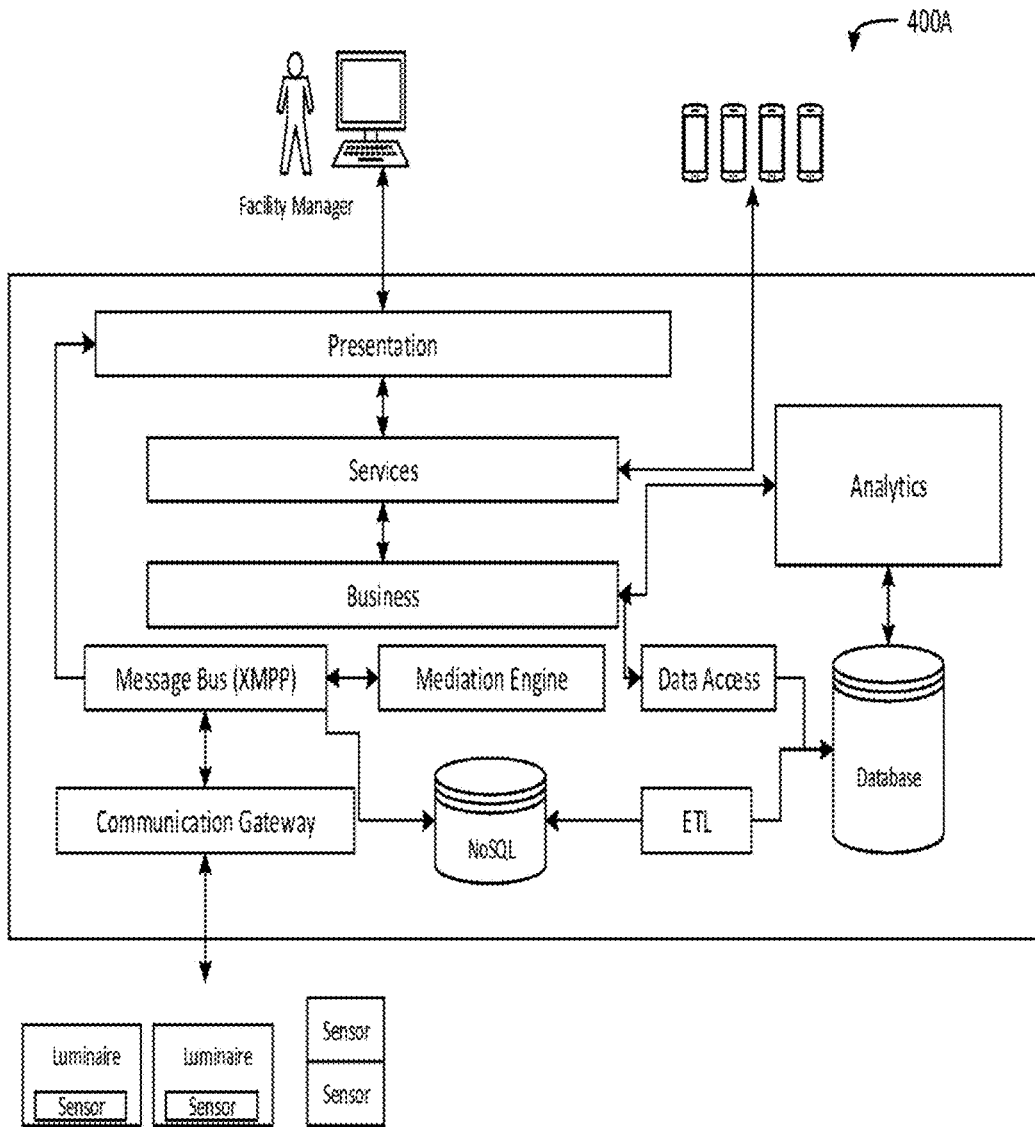 400A
Facility Manager
Presentation
Services
Analytics
Business
Message Bus (XMPP)
Mediation Engine
Data Access
Database
Communication Gateway
NoSQL
ETL
Luminaire
Sensor
Luminaire
Sensor
Sensor
Sensor